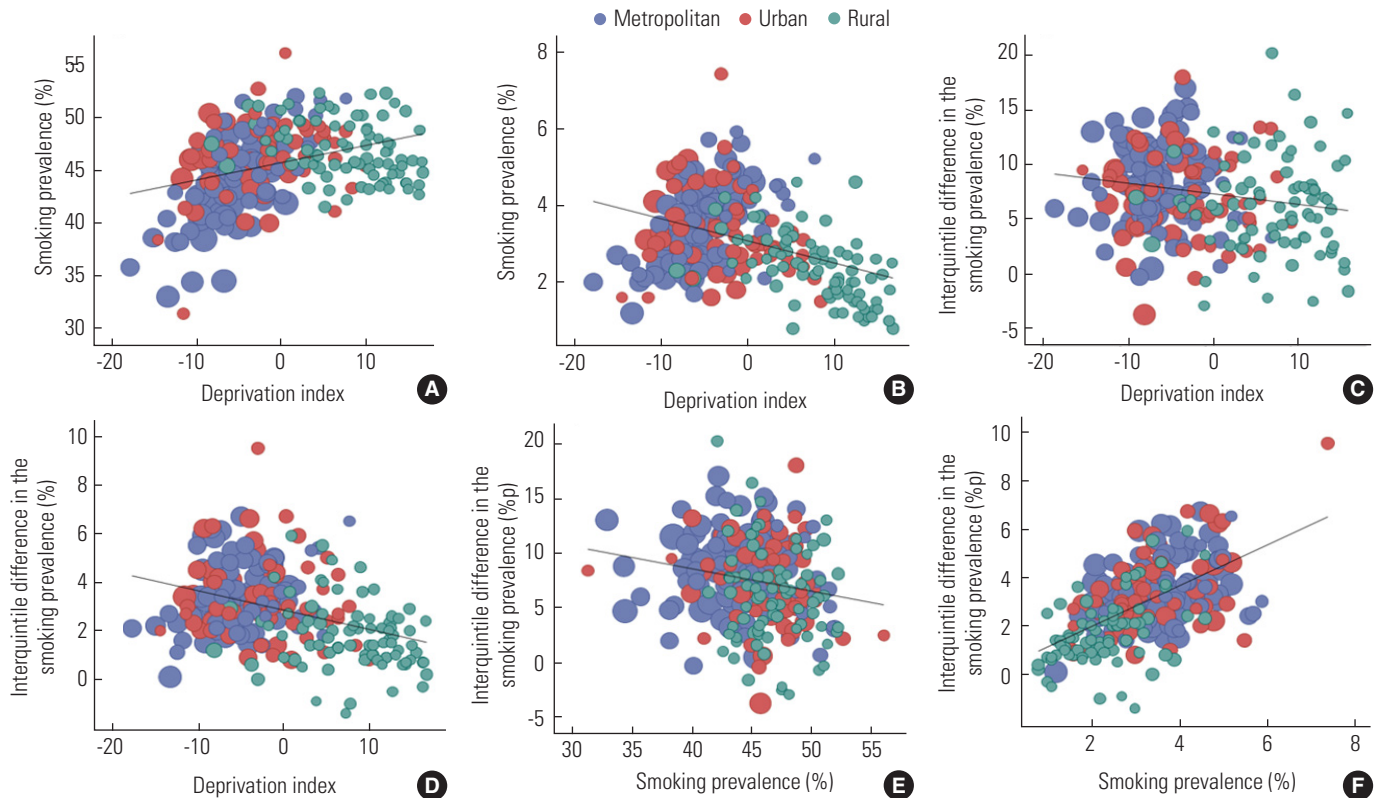 Metropolitan Urban Rural
Smoking prevalence (%)
55
50
45
40
35
30
-20 -10 0 10
Deprivation index
A
Smoking prevalence (%)
8
6
4
2
-20 -10 0 10
Deprivation index
B
Interquintile difference in the
smoking prevalence (%)
20
15
10
5
0
-5
-20 -10 0 10
Deprivation index
C
Interquintile difference in the
smoking prevalence (%)
10
8
6
4
2
0
-20 -10 0 10
Deprivation index
D
Interquintile difference in the
smoking prevalence (%p)
20
15
10
5
0
-5
30 35 40 45 50 55
Smoking prevalence (%)
E
Interquintile difference in the
smoking prevalence (%p)
10
8
6
4
2
0
2 4 6 8
Smoking prevalence (%)
F